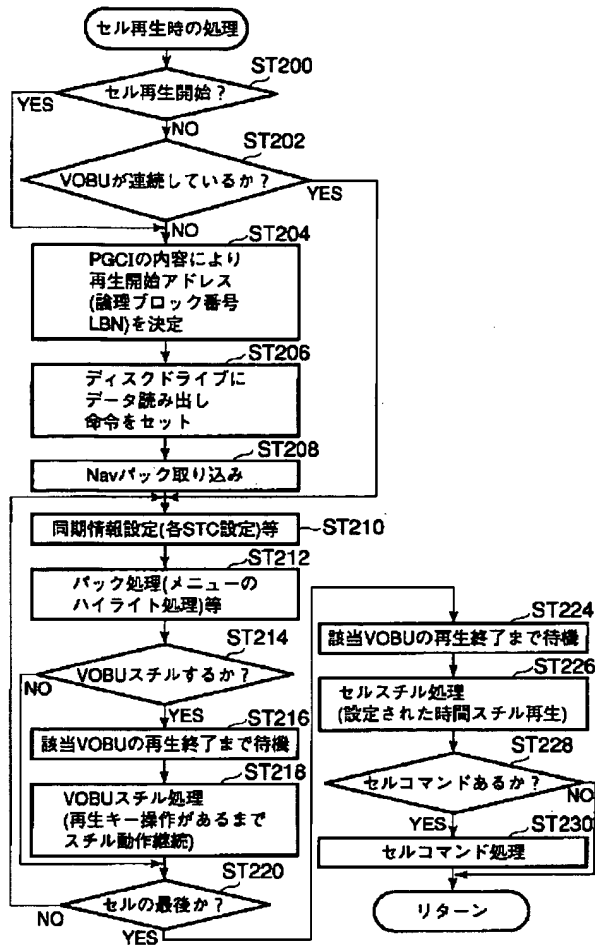 セル再生時の処理
ST200
セル再生開始？
YES
NO
ST202
VOBUが連続しているか？
YES
NO
ST204
PGCIの内容により
再生開始アドレス
(論理ブロック番号
LBN)を決定
ST206
ディスクドライブに
データ読み出し
命令をセット
ST208
Navパック取り込み
同期情報設定(各STC設定)等
ST210
ST212
パック処理(メニューの
ハイライト処理)等
ST214
VOBUスチルするか？
NO
YES
ST216
該当VOBUの再生終了まで待機
ST218
VOBUスチル処理
(再生キー操作があるまで
スチル動作継続)
ST220
セルの最後か？
NO
YES
ST224
該当VOBUの再生終了まで待機
ST226
セルスチル処理
(設定された時間スチル再生)
ST228
セルコマンドあるか？
NO
YES
ST230
セルコマンド処理
リターン